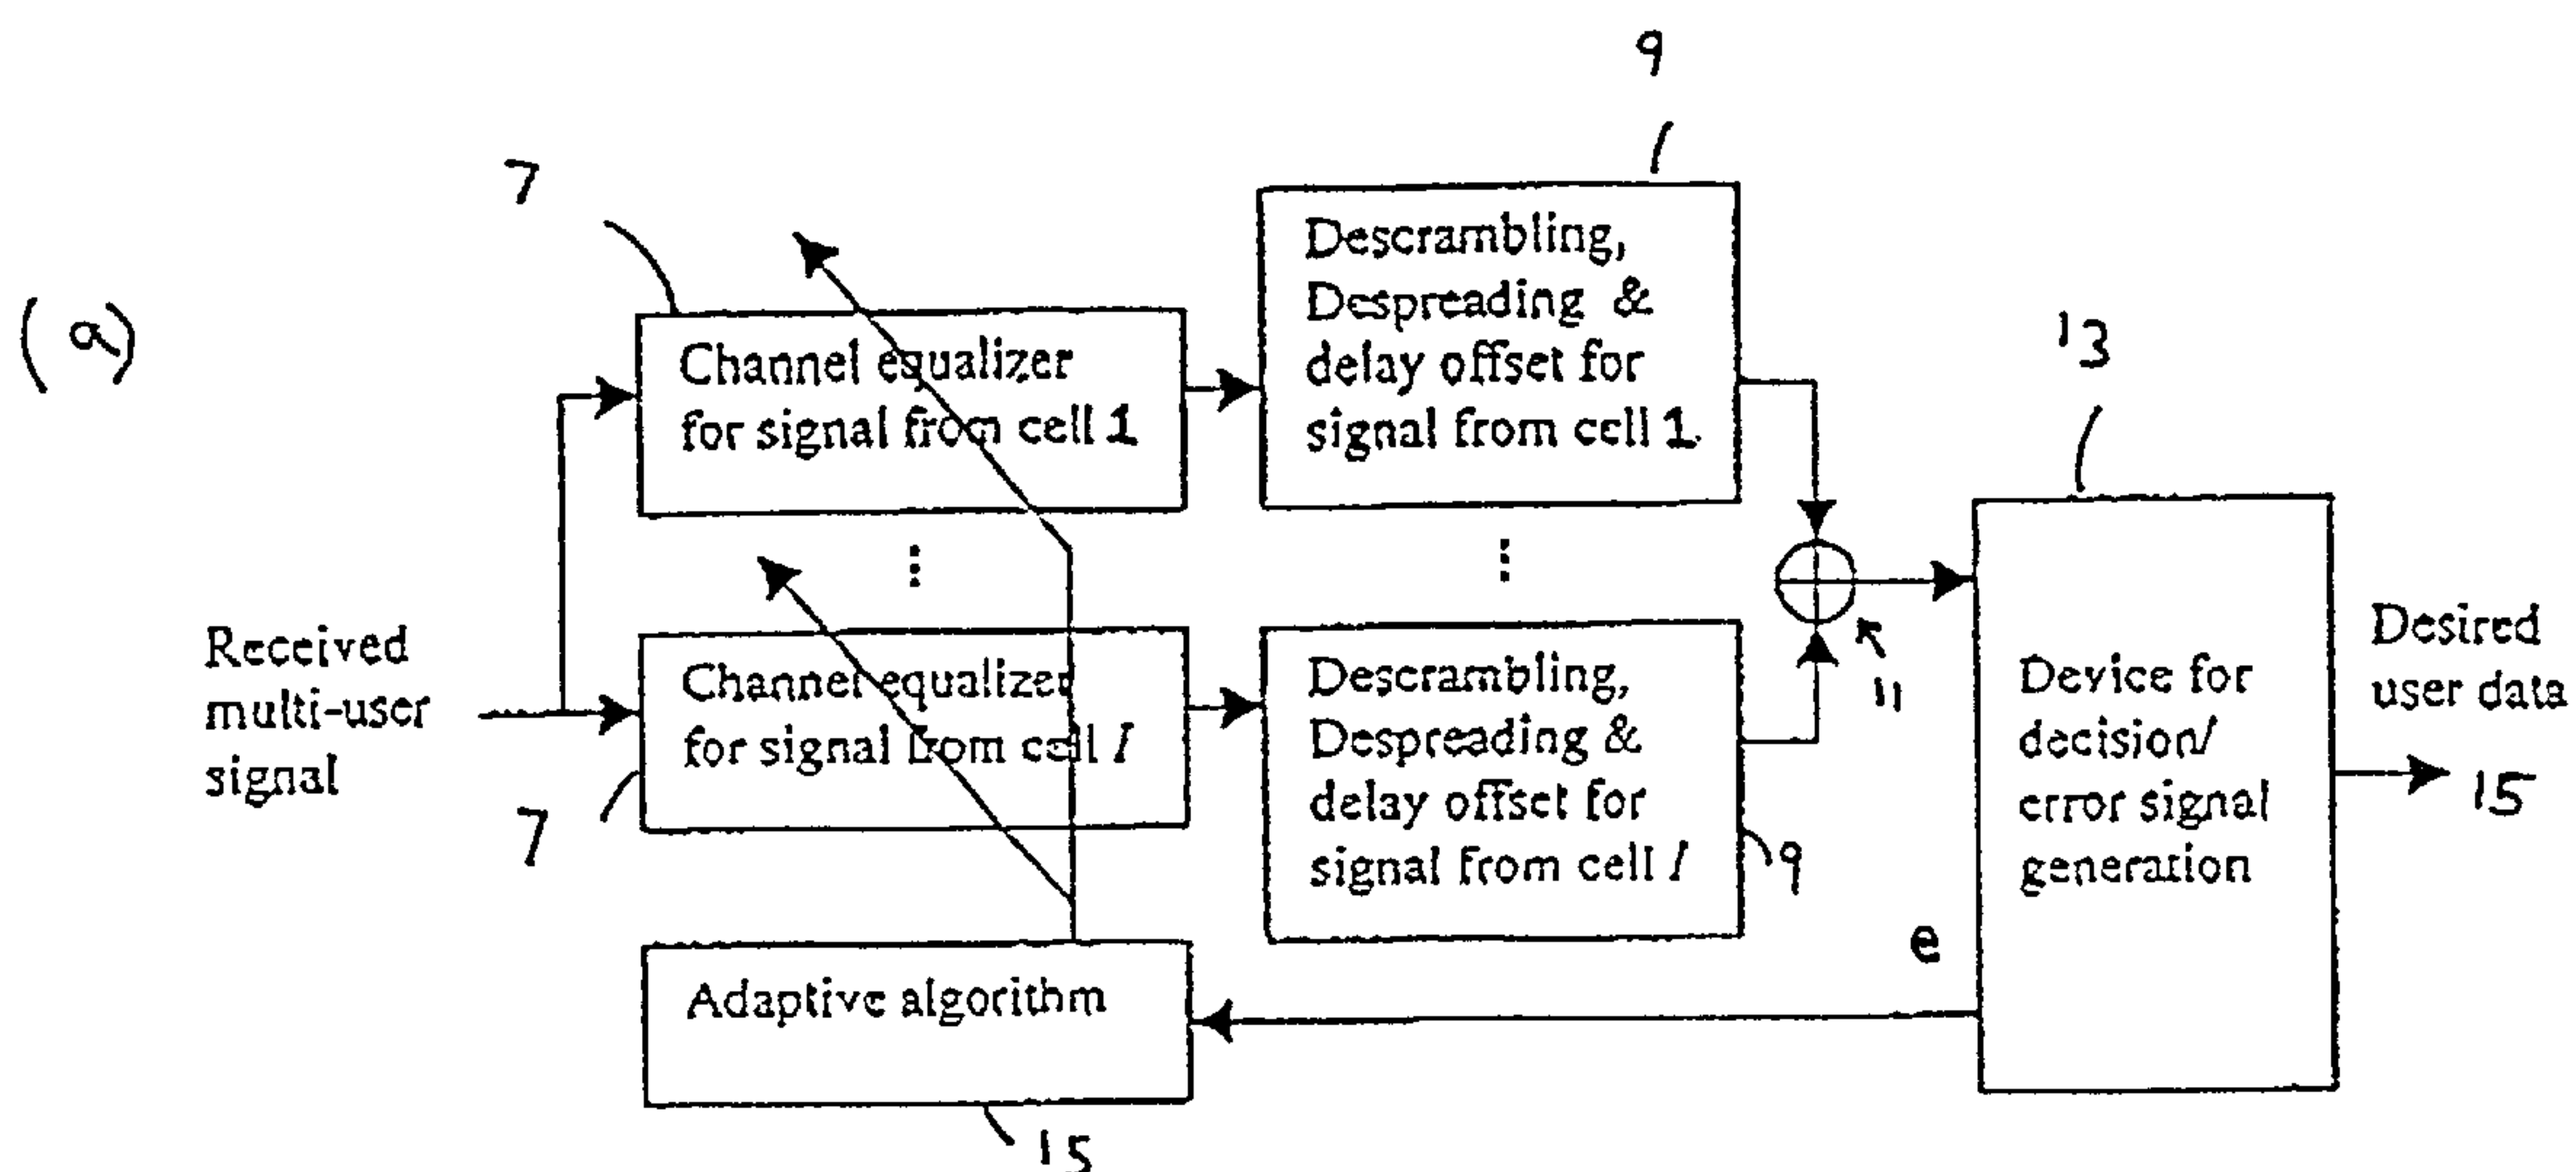 (a)
7
Channel equalizer
for signal from cell 1
⋮
7
Channel equalizer
for signal from cell I
9
Descrambling,
Despreading &
delay offset for
signal from cell 1
⋮
Descrambling,
Despreading &
delay offset for
signal from cell I
9
11
13
Device for
decision/
error signal
generation
e
Received
multi-user
signal
Desired
user data
15
Adaptive algorithm
15